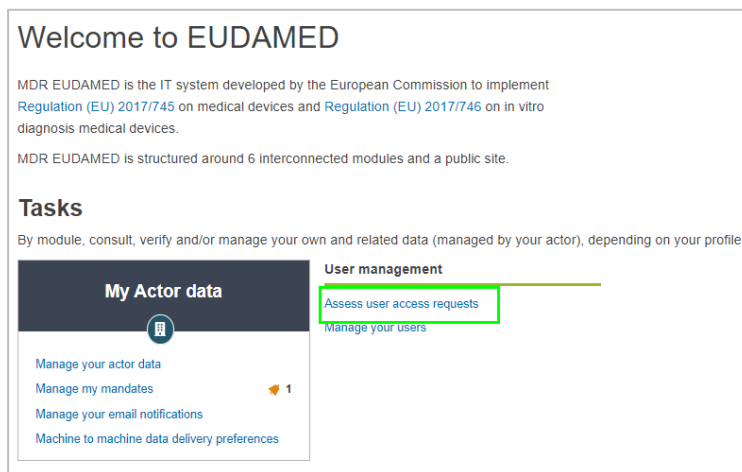 Welcome to EUDAMED
MDR EUDAMED is the IT system developed by the European Commission to implement
Regulation (EU) 2017/745 on medical devices and Regulation (EU) 2017/746 on in vitro
diagnosis medical devices.
MDR EUDAMED is structured around 6 interconnected modules and a public site.
Tasks
By module, consult, verify and/or manage your own and related data (managed by your actor), depending on your profile
My Actor data
Manage your actor data
Manage my mandates 1
Manage your email notifications
Machine to machine data delivery preferences
User management
Assess user access requests
Manage your users